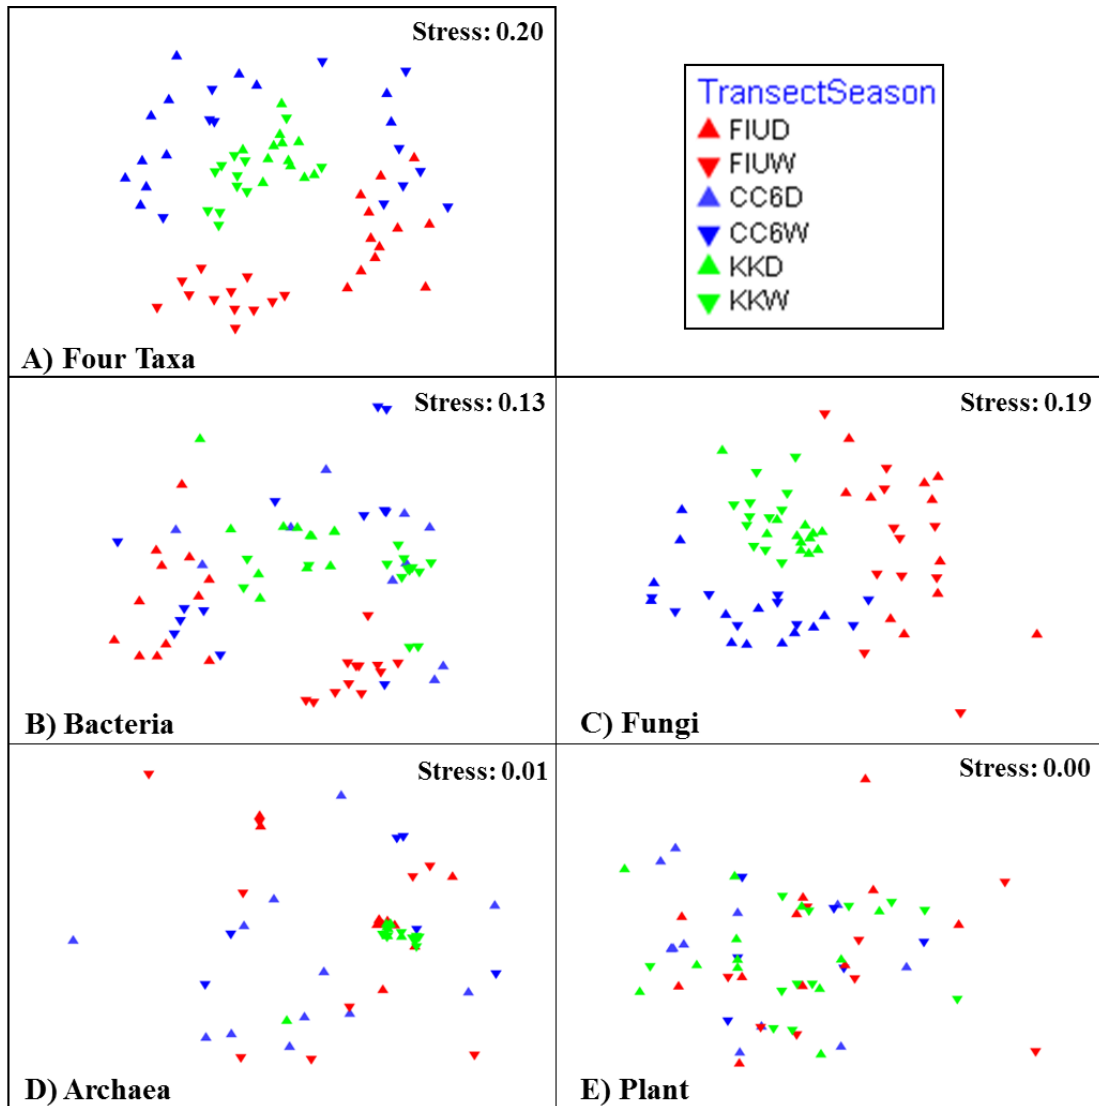 Stress: 0.20
TransectSeason
FIUD
FIUW
CC6D
CC6W
KKD
KKW
A) Four Taxa
Stress: 0.13
B) Bacteria
Stress: 0.19
C) Fungi
Stress: 0.01
D) Archaea
Stress: 0.00
E) Plant